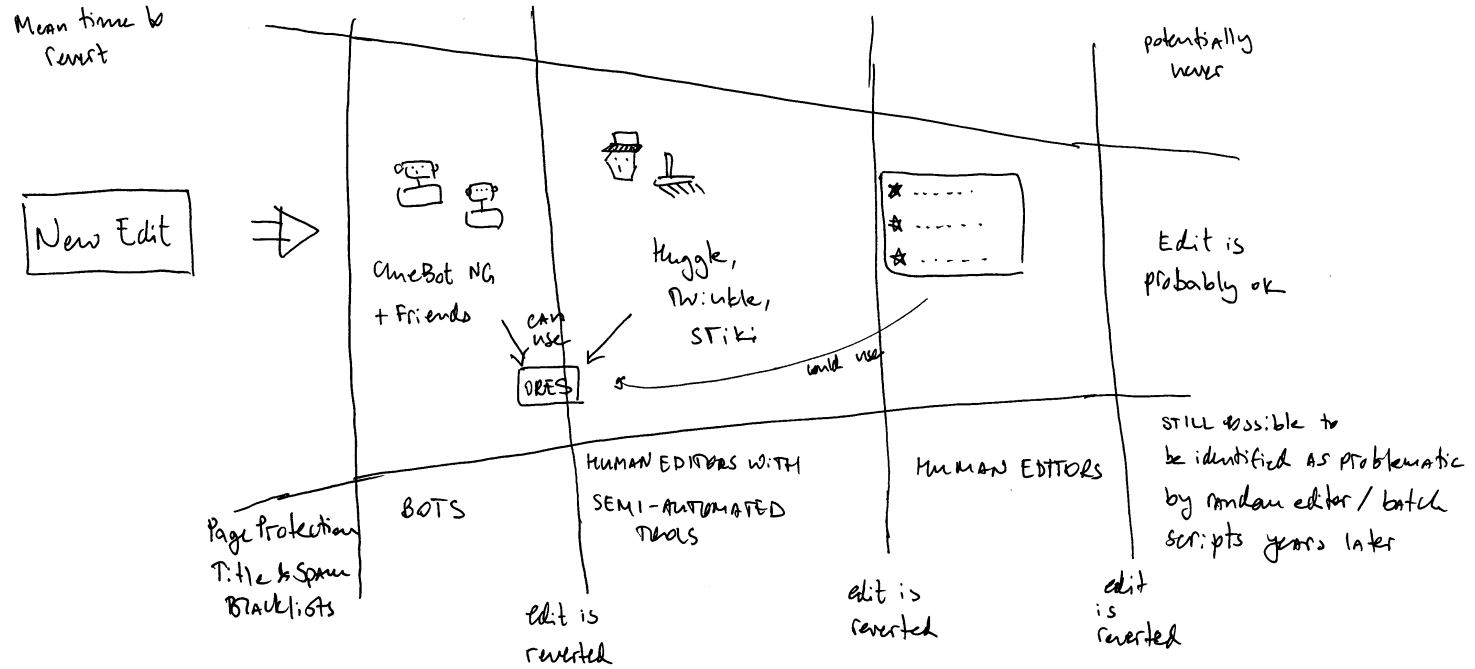 Mean time to
revert
potentially
never
New Edit
ClueBot NG
+ Friends
Huggle,
Twinkle,
STiki
can
use
ORES
could use
Edit is
probably ok
Page Protection
Title & Spam
Blacklists
BOTS
HUMAN EDITORS WITH
SEMI-AUTOMATED
TOOLS
HUMAN EDITORS
STILL possible to
be identified as problematic
by random editor / batch
scripts years later
edit is
reverted
edit is
reverted
edit
is
reverted